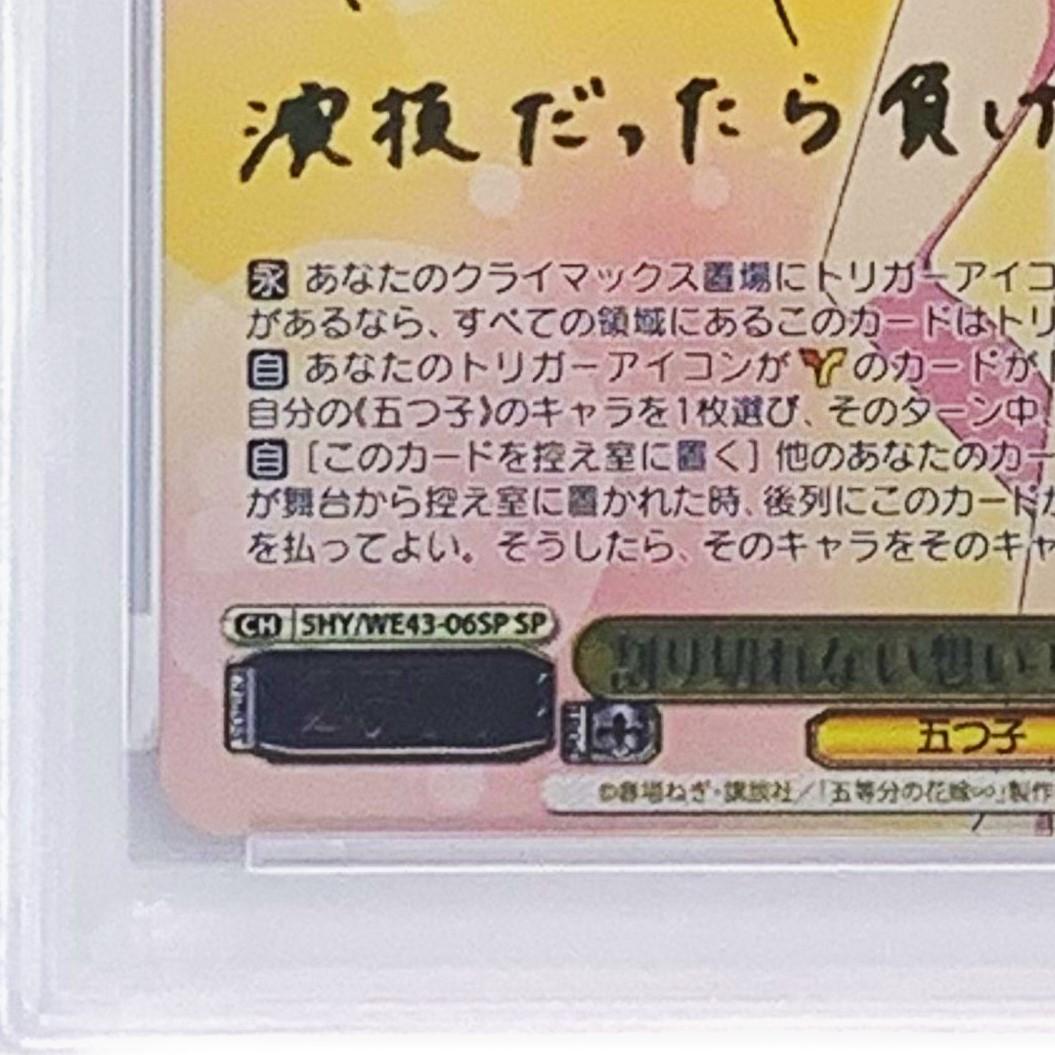 演技だったら負け
永 あなたのクライマックス置場にトリガーアイコ
があるなら、すべての領域にあるこのカードはトリ
自 あなたのトリガーアイコンが のカードが
自分の《五つ子》のキャラを1枚選び、そのターン中
自 [このカードを控え室に置く] 他のあなたのカー
が舞台から控え室に置かれた時、後列にこのカード
を払ってよい。そうしたら、そのキャラをそのキャ
CH 5HY/WE43-06SP SP
割り切れない想い
五つ子
©春場ねぎ・講談社／「五等分の花嫁∞」製作